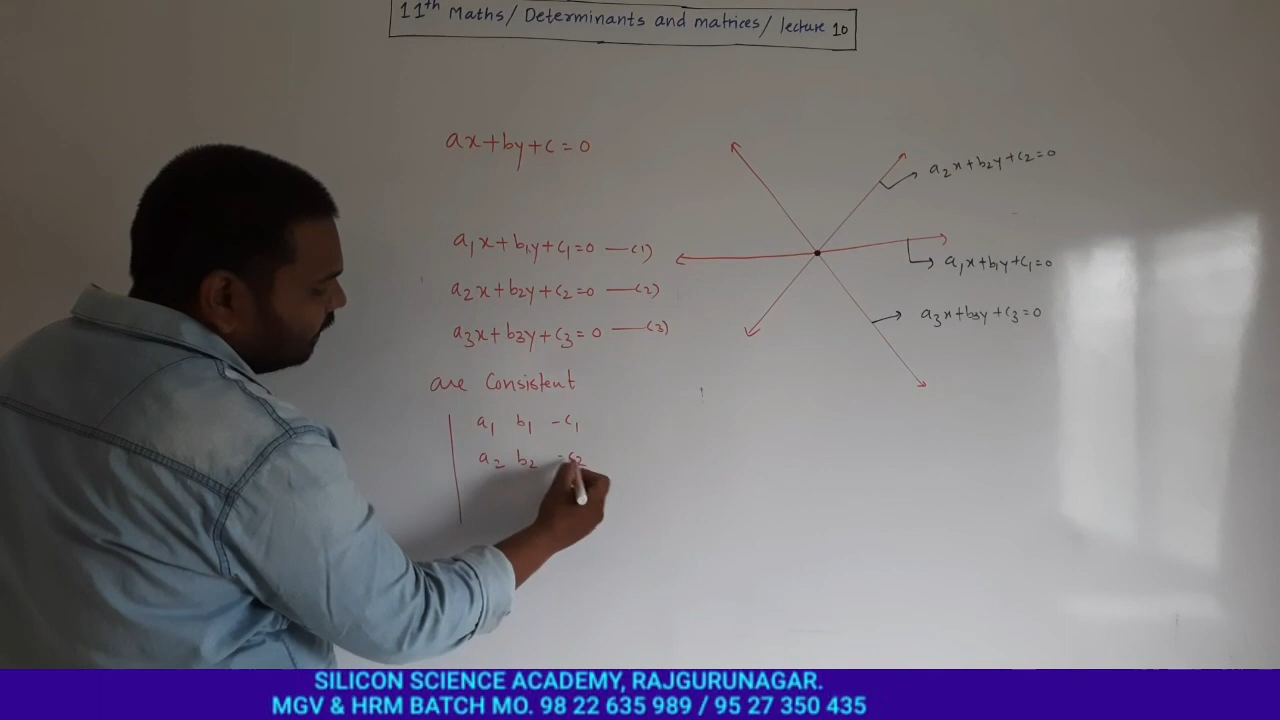 11th Maths/ Determinants and matrices/ lecture 10
ax+by+c=0
a₁x+b₁y+c₁=0 —(1)
a₂x+b₂y+c₂=0 —(2)
a₃x+b₃y+c₃=0 —(3)
are Consistent
a₁ b₁ -c₁
a₂ b₂ -c₂
a₂x+b₂y+c₂=0
a₁x+b₁y+c₁=0
a₃x+b₃y+c₃=0
SILICON SCIENCE ACADEMY, RAJGURUNAGAR.
MGV & HRM BATCH MO. 98 22 635 989 / 95 27 350 435